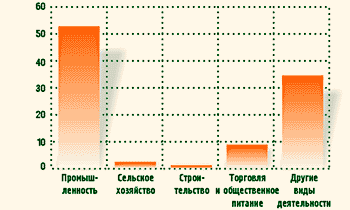 60
50
40
30
20
10
0
Промыш-
ленность
Сельское
хозяйство
Строи-
тельство
Торговля
и общественное
питание
Другие
виды
деятельности